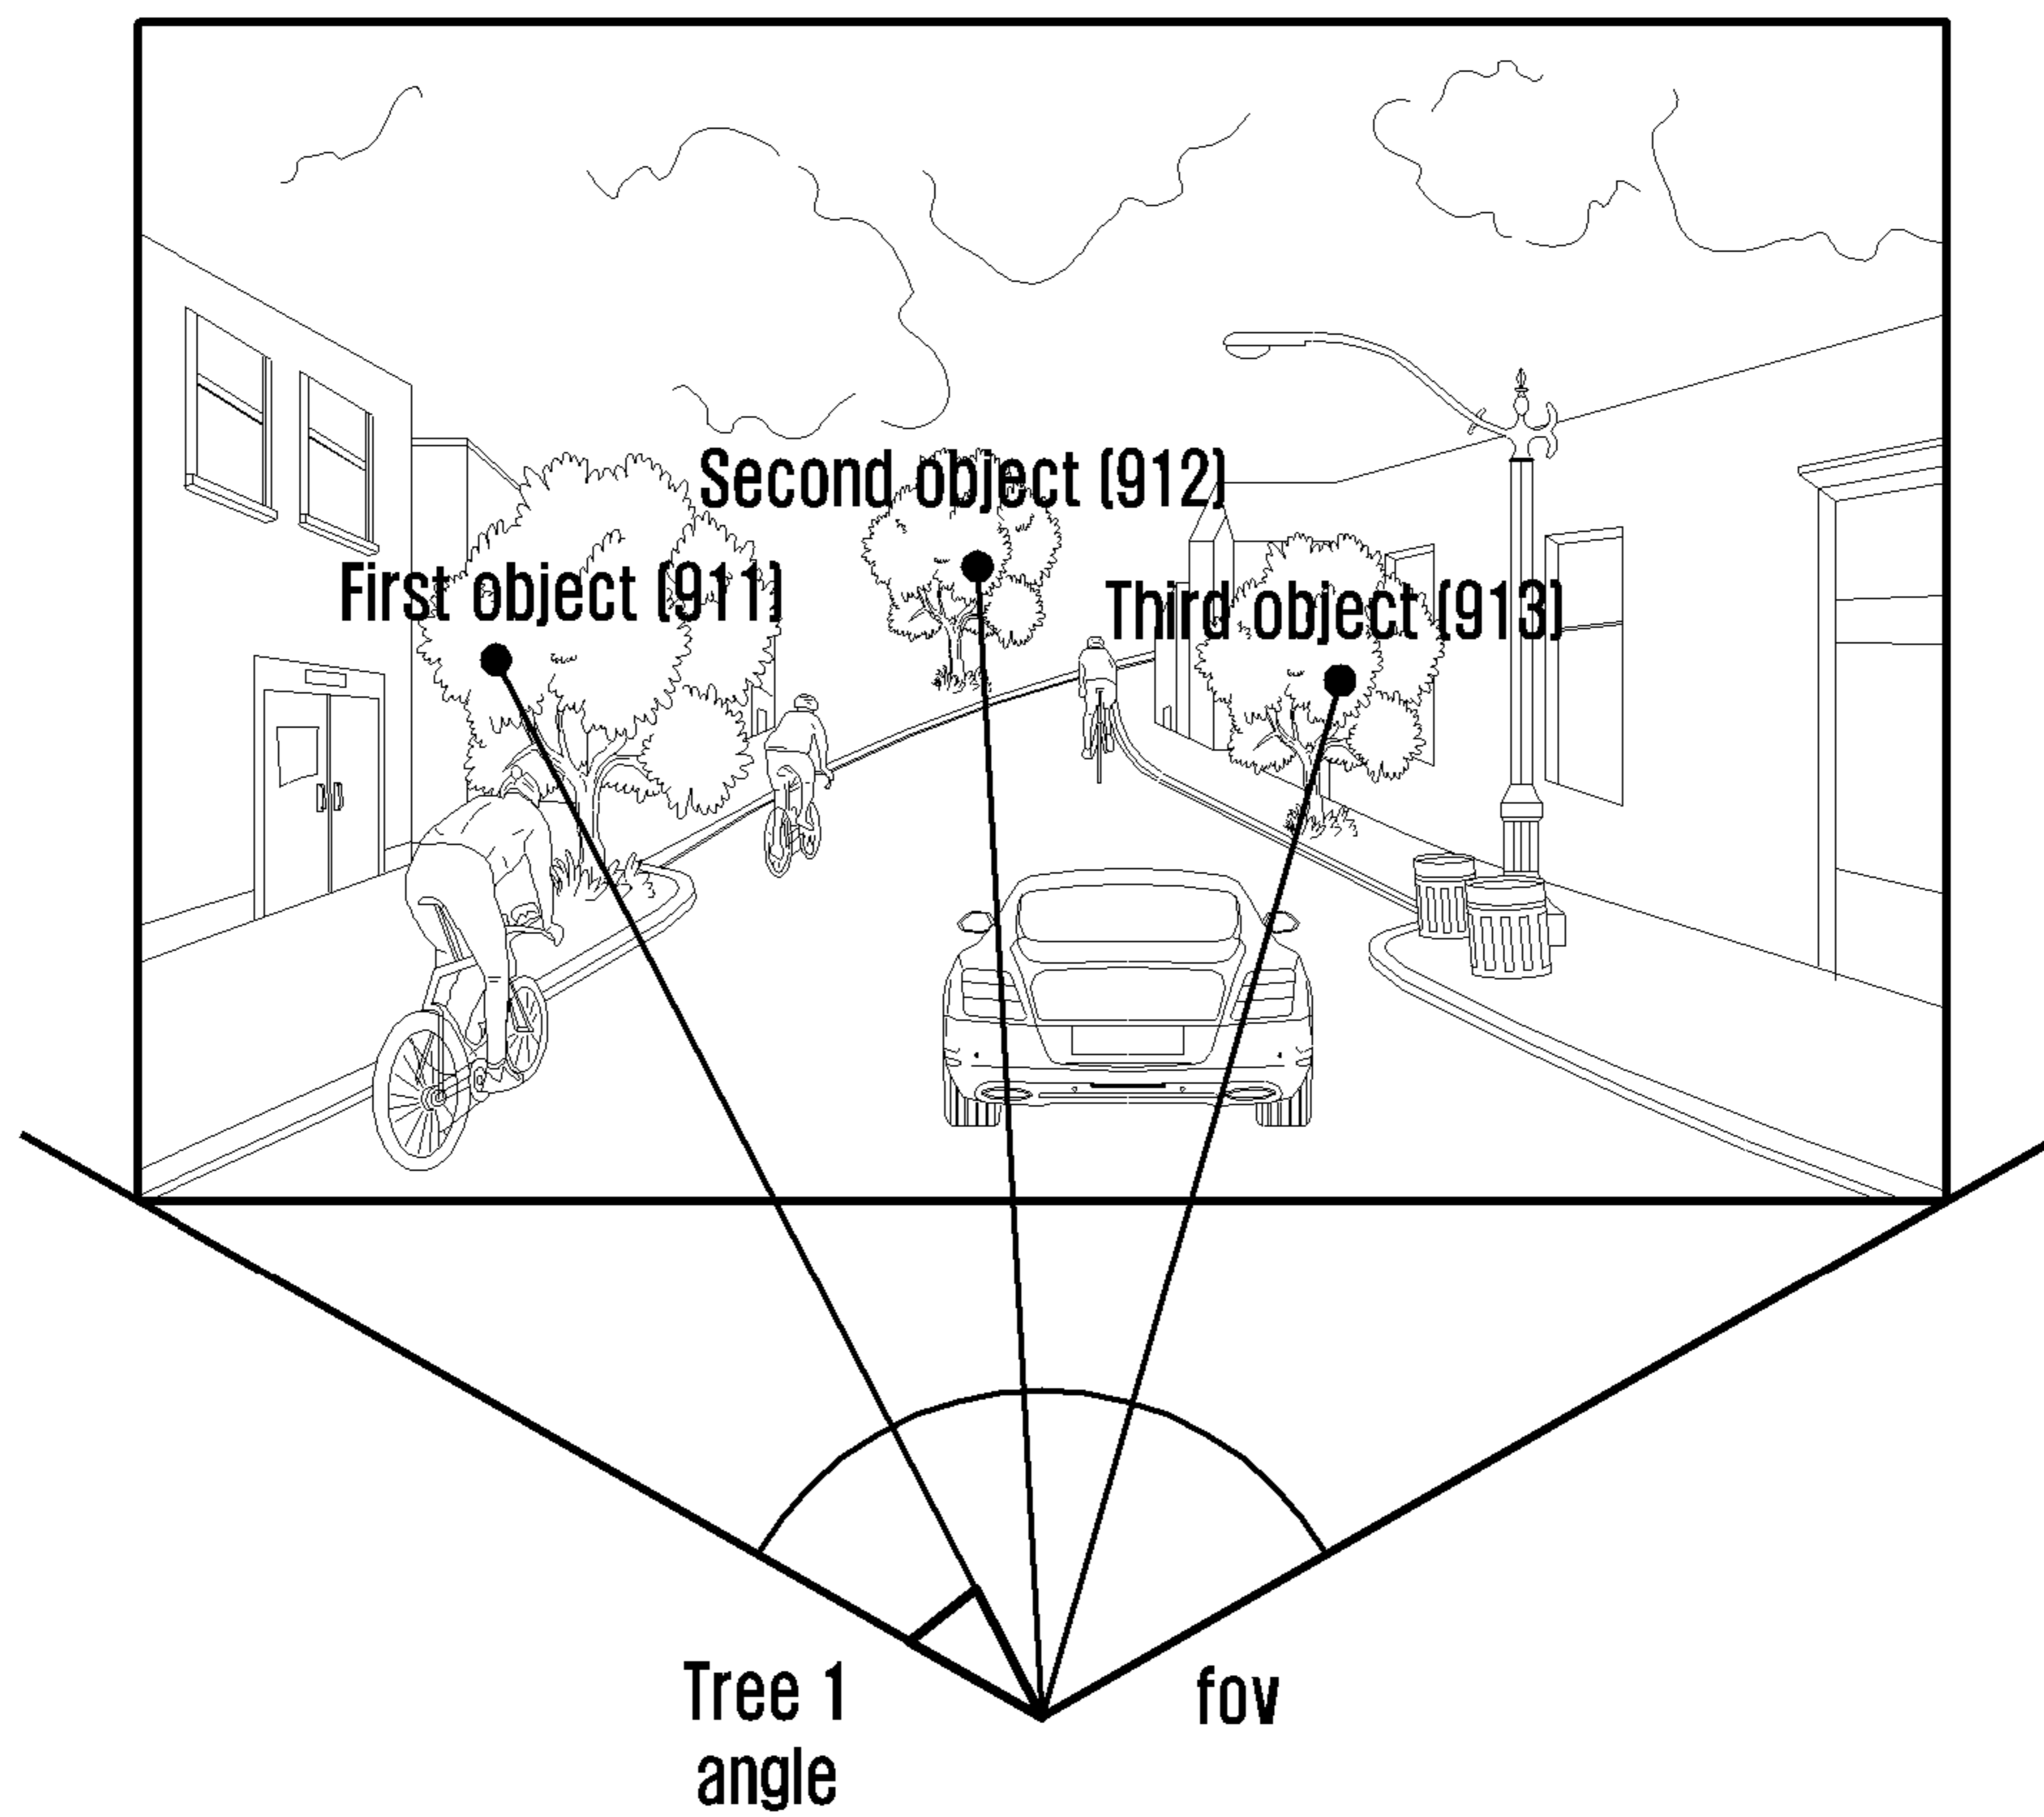 Second object (912)
First object (911)
Third object (913)
Tree 1
angle
fov